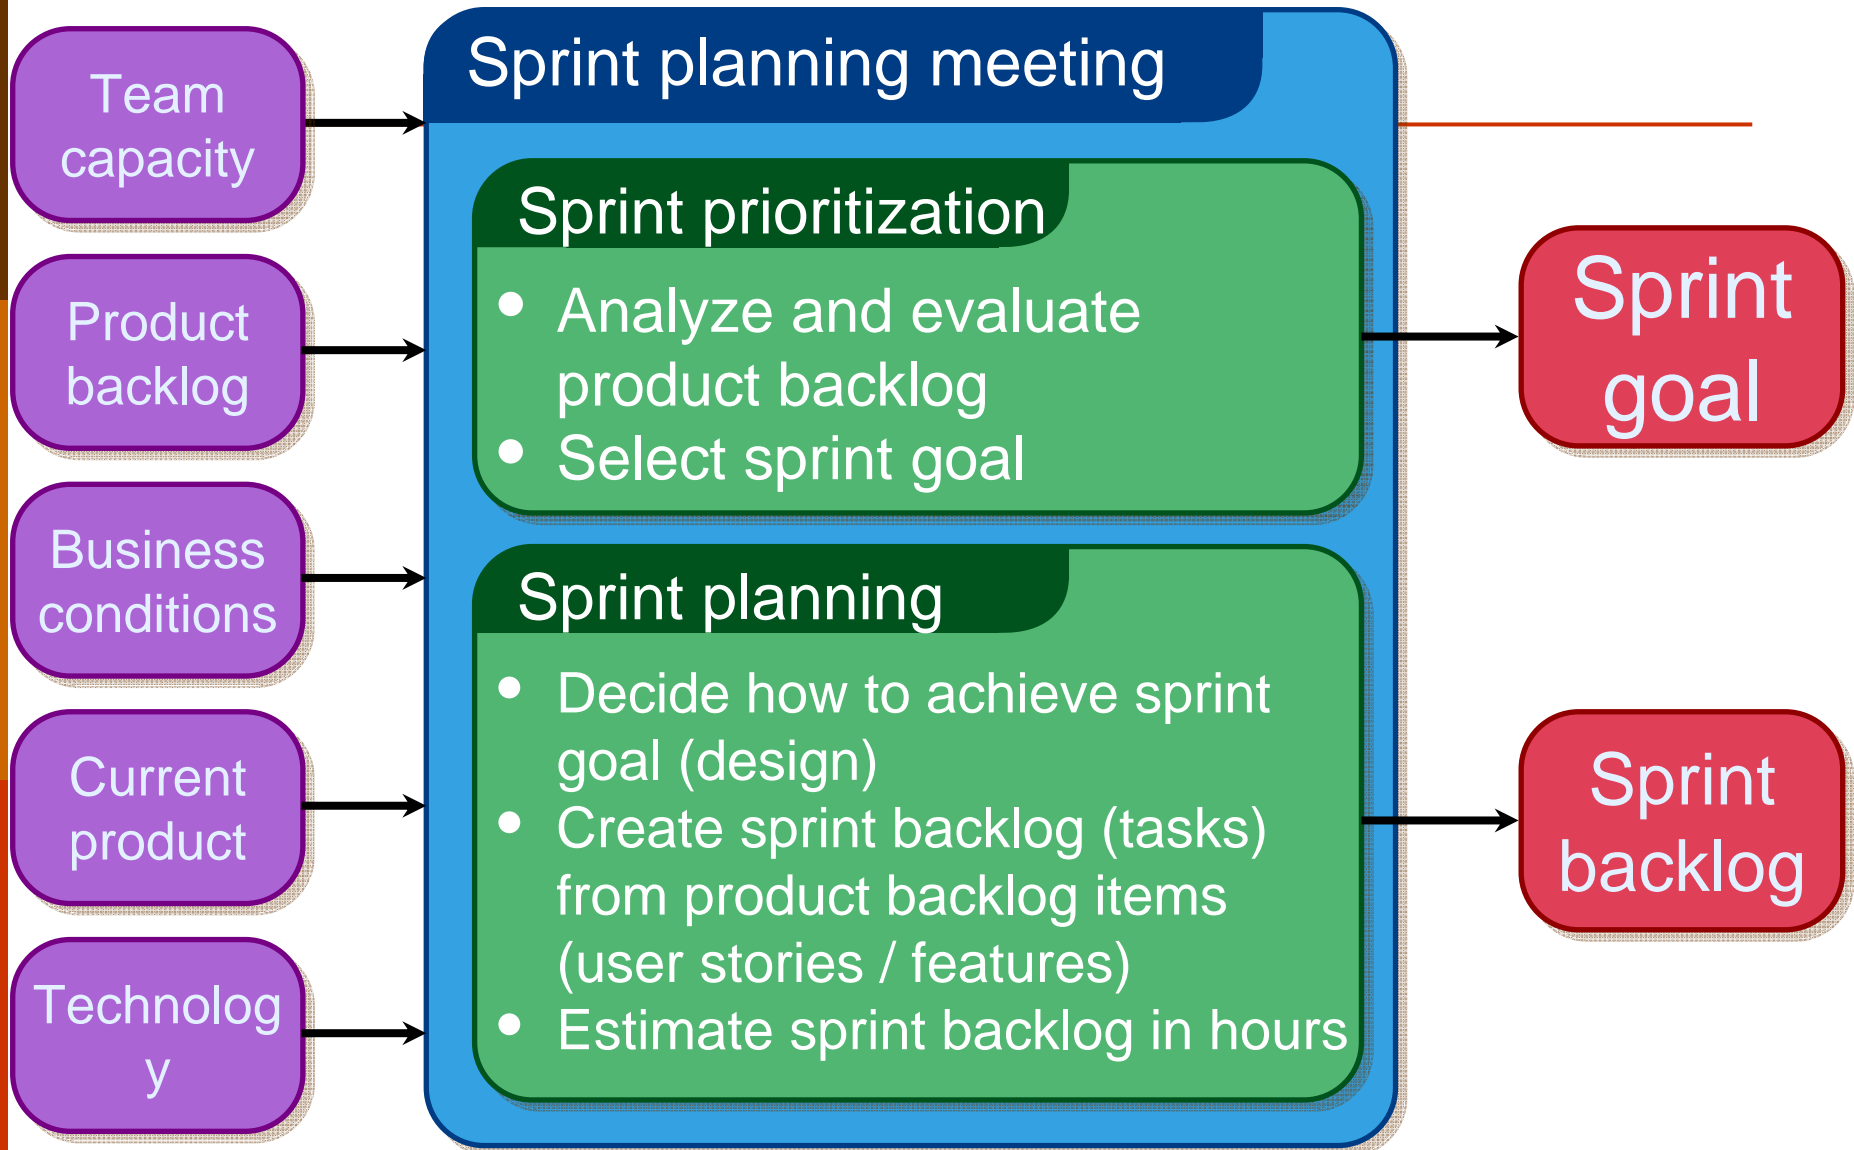 Team
capacity
Product
backlog
Business
conditions
Current
product
Technolog
y
Sprint planning meeting
Sprint prioritization
• Analyze and evaluate
product backlog
• Select sprint goal
Sprint planning
• Decide how to achieve sprint
goal (design)
• Create sprint backlog (tasks)
from product backlog items
(user stories / features)
• Estimate sprint backlog in hours
Sprint
goal
Sprint
backlog